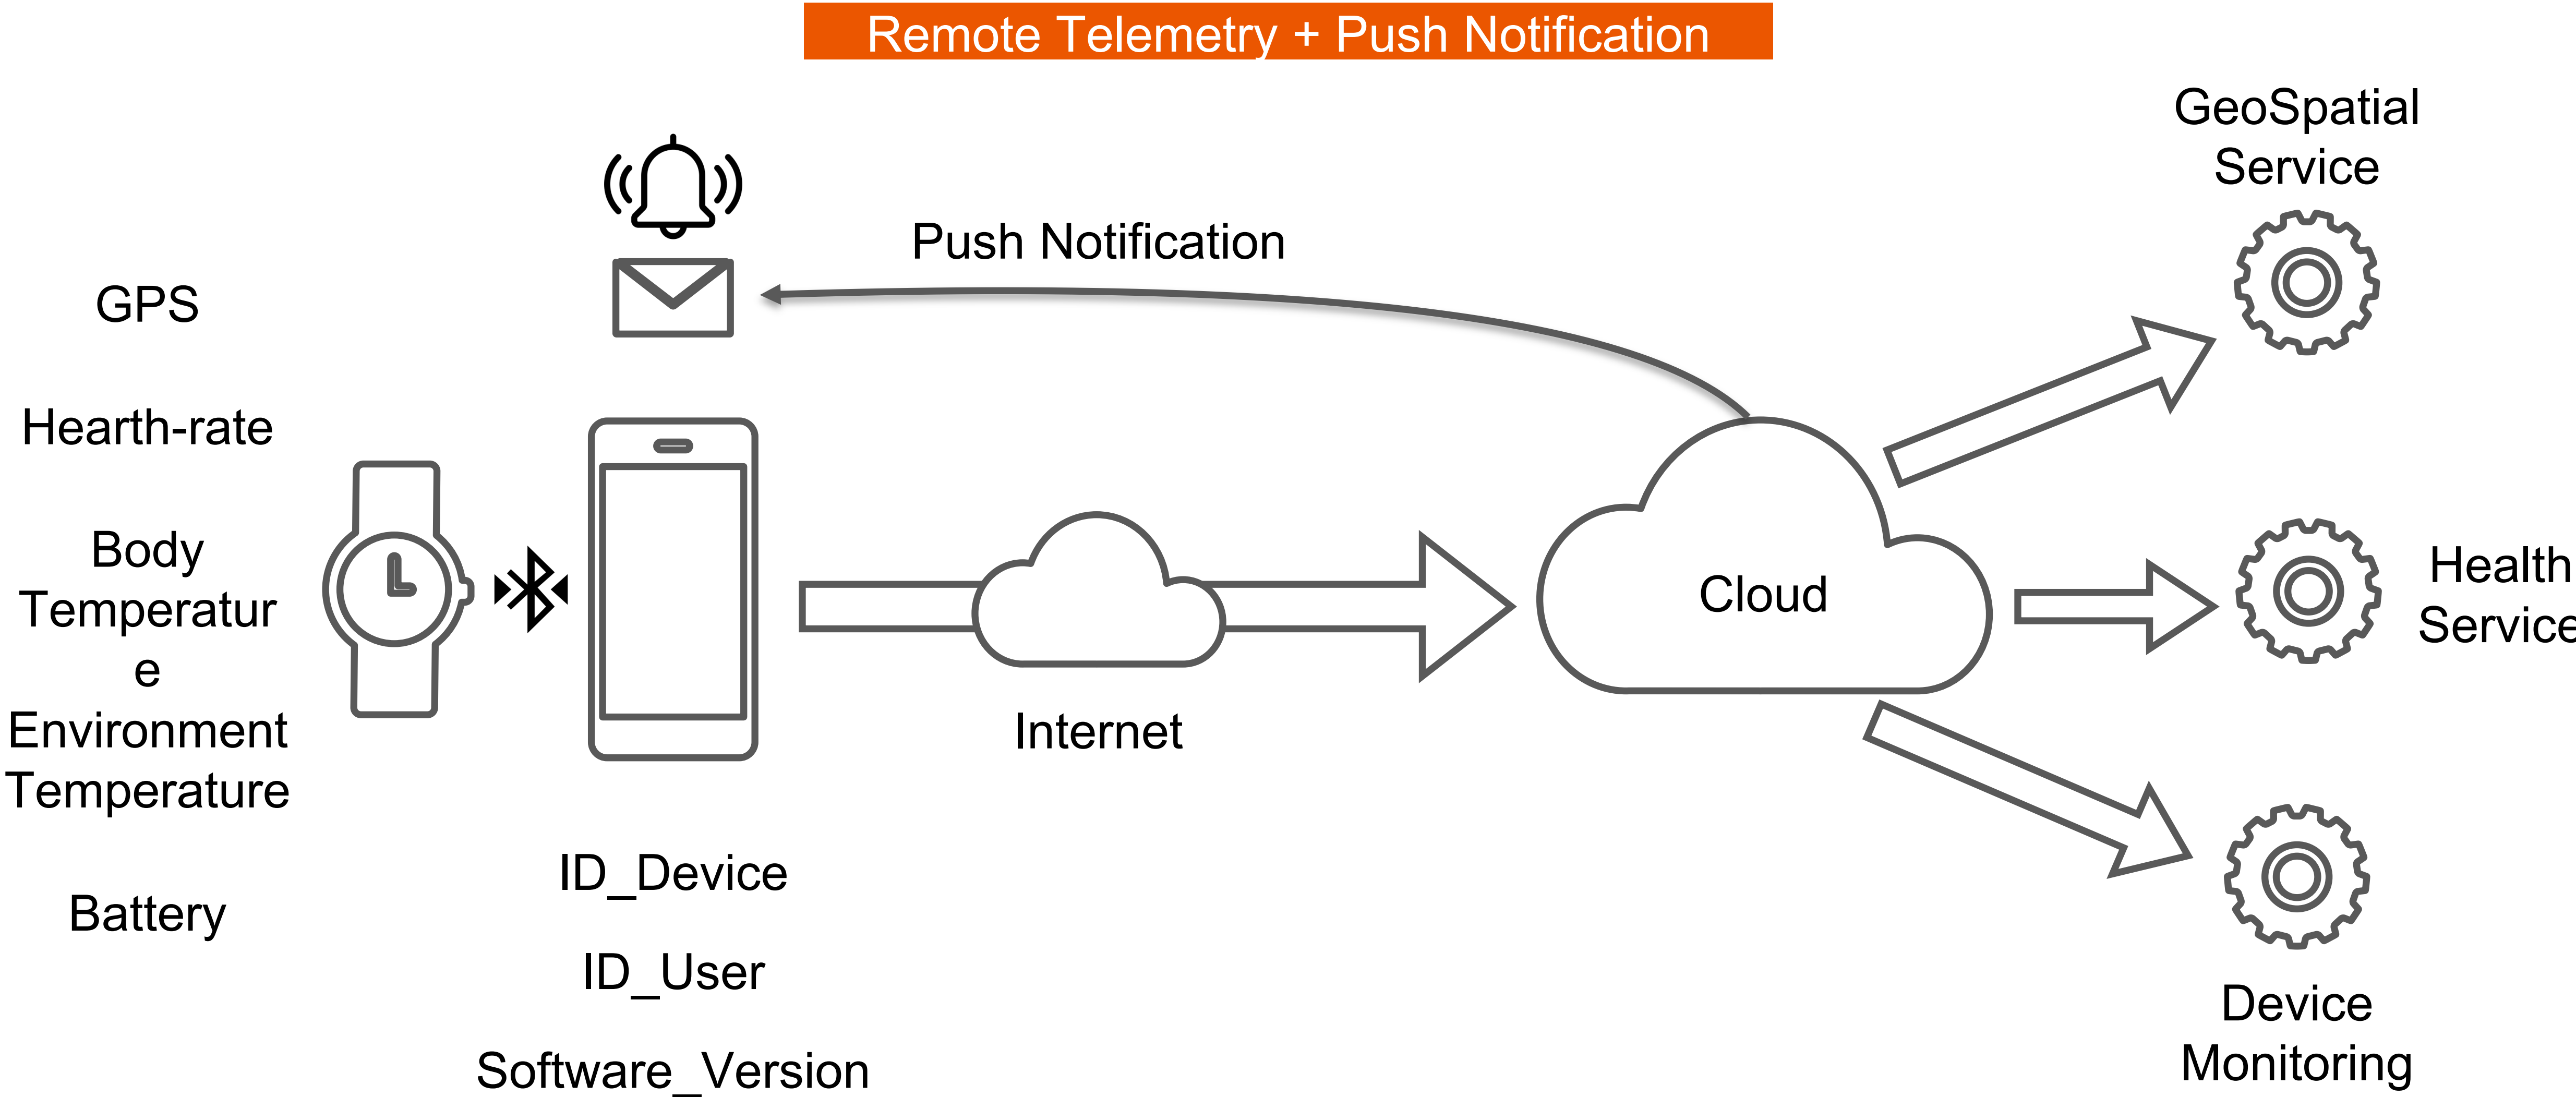 Remote Telemetry + Push Notification
GeoSpatial
Service
Push Notification
GPS
Hearth-rate
Body
Temperatur
e
Environment
Temperature
Battery
Cloud
Health
Service
Internet
ID_Device
ID_User
Software_Version
Device
Monitoring